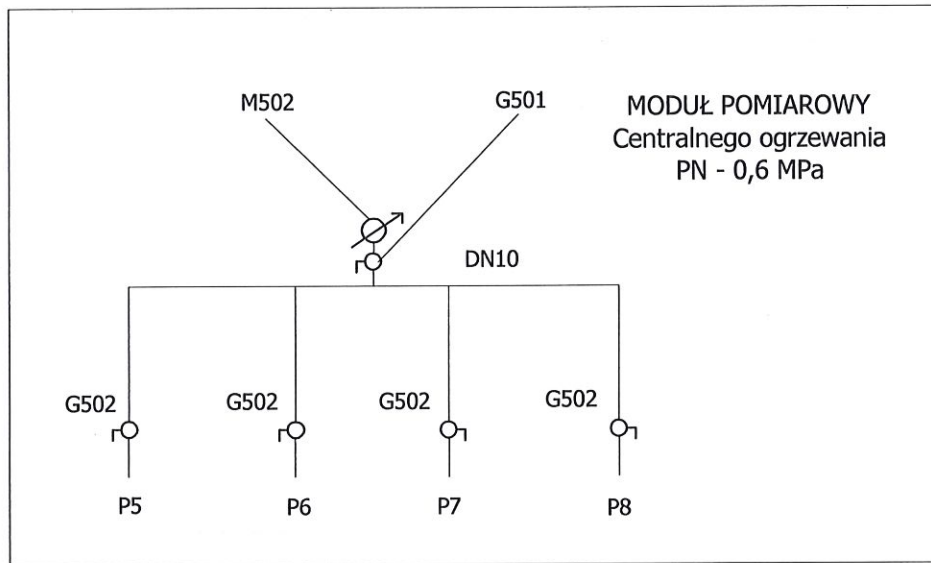 M502
G501
MODUŁ POMIAROWY
Centralnego ogrzewania
PN - 0,6 MPa
DN10
G502
G502
G502
G502
P5
P6
P7
P8